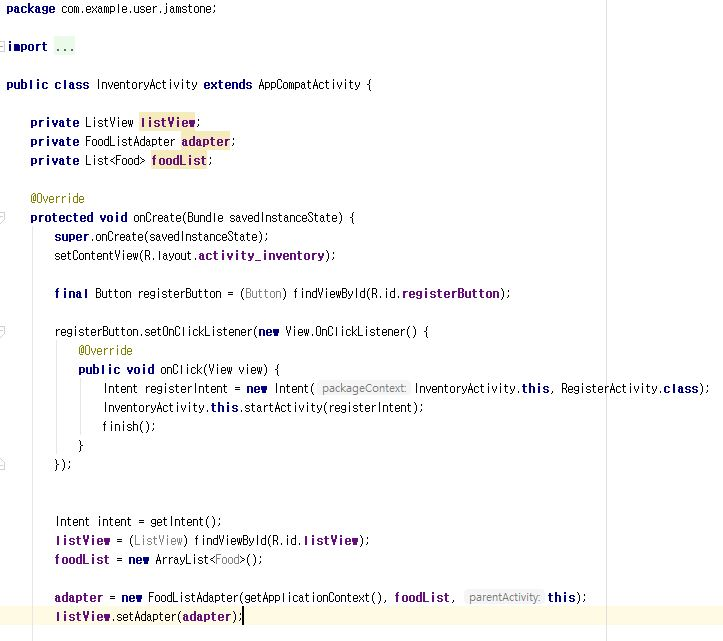 package com.example.user.jamstone;
import ...
public class InventoryActivity extends AppCompatActivity {
private ListView listView;
private FoodListAdapter adapter;
private List<Food> foodList;
@Override
protected void onCreate(Bundle savedInstanceState) {
super.onCreate(savedInstanceState);
setContentView(R.layout.activity_inventory);
final Button registerButton = (Button) findViewById(R.id.registerButton);
registerButton.setOnClickListener(new View.OnClickListener() {
@Override
public void onClick(View view) {
Intent registerIntent = new Intent( packageContext: InventoryActivity.this, RegisterActivity.class);
InventoryActivity.this.startActivity(registerIntent);
finish();
}
});
Intent intent = getIntent();
listView = (ListView) findViewById(R.id.listView);
foodList = new ArrayList<Food>();
adapter = new FoodListAdapter(getApplicationContext(), foodList, parentActivity: this);
listView.setAdapter(adapter);